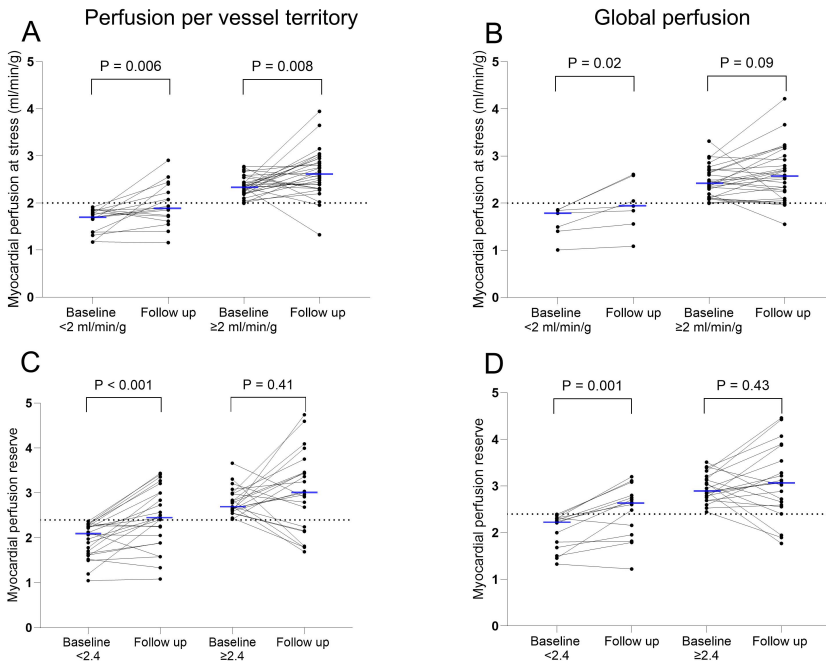 Perfusion per vessel territory
Global perfusion
A
P = 0.006
P = 0.008
Myocardial perfusion at stress (ml/min/g)
5
4
3
2
1
0
Baseline
<2 ml/min/g
Follow up
Baseline
≥2 ml/min/g
Follow up
B
P = 0.02
P = 0.09
Myocardial perfusion at stress (ml/min/g)
5
4
3
2
1
0
Baseline
<2 ml/min/g
Follow up
Baseline
≥2 ml/min/g
Follow up
C
P < 0.001
P = 0.41
Myocardial perfusion reserve
5
4
3
2
1
0
Baseline
<2.4
Follow up
Baseline
≥2.4
Follow up
D
P = 0.001
P = 0.43
Myocardial perfusion reserve
5
4
3
2
1
0
Baseline
<2.4
Follow up
Baseline
≥2.4
Follow up